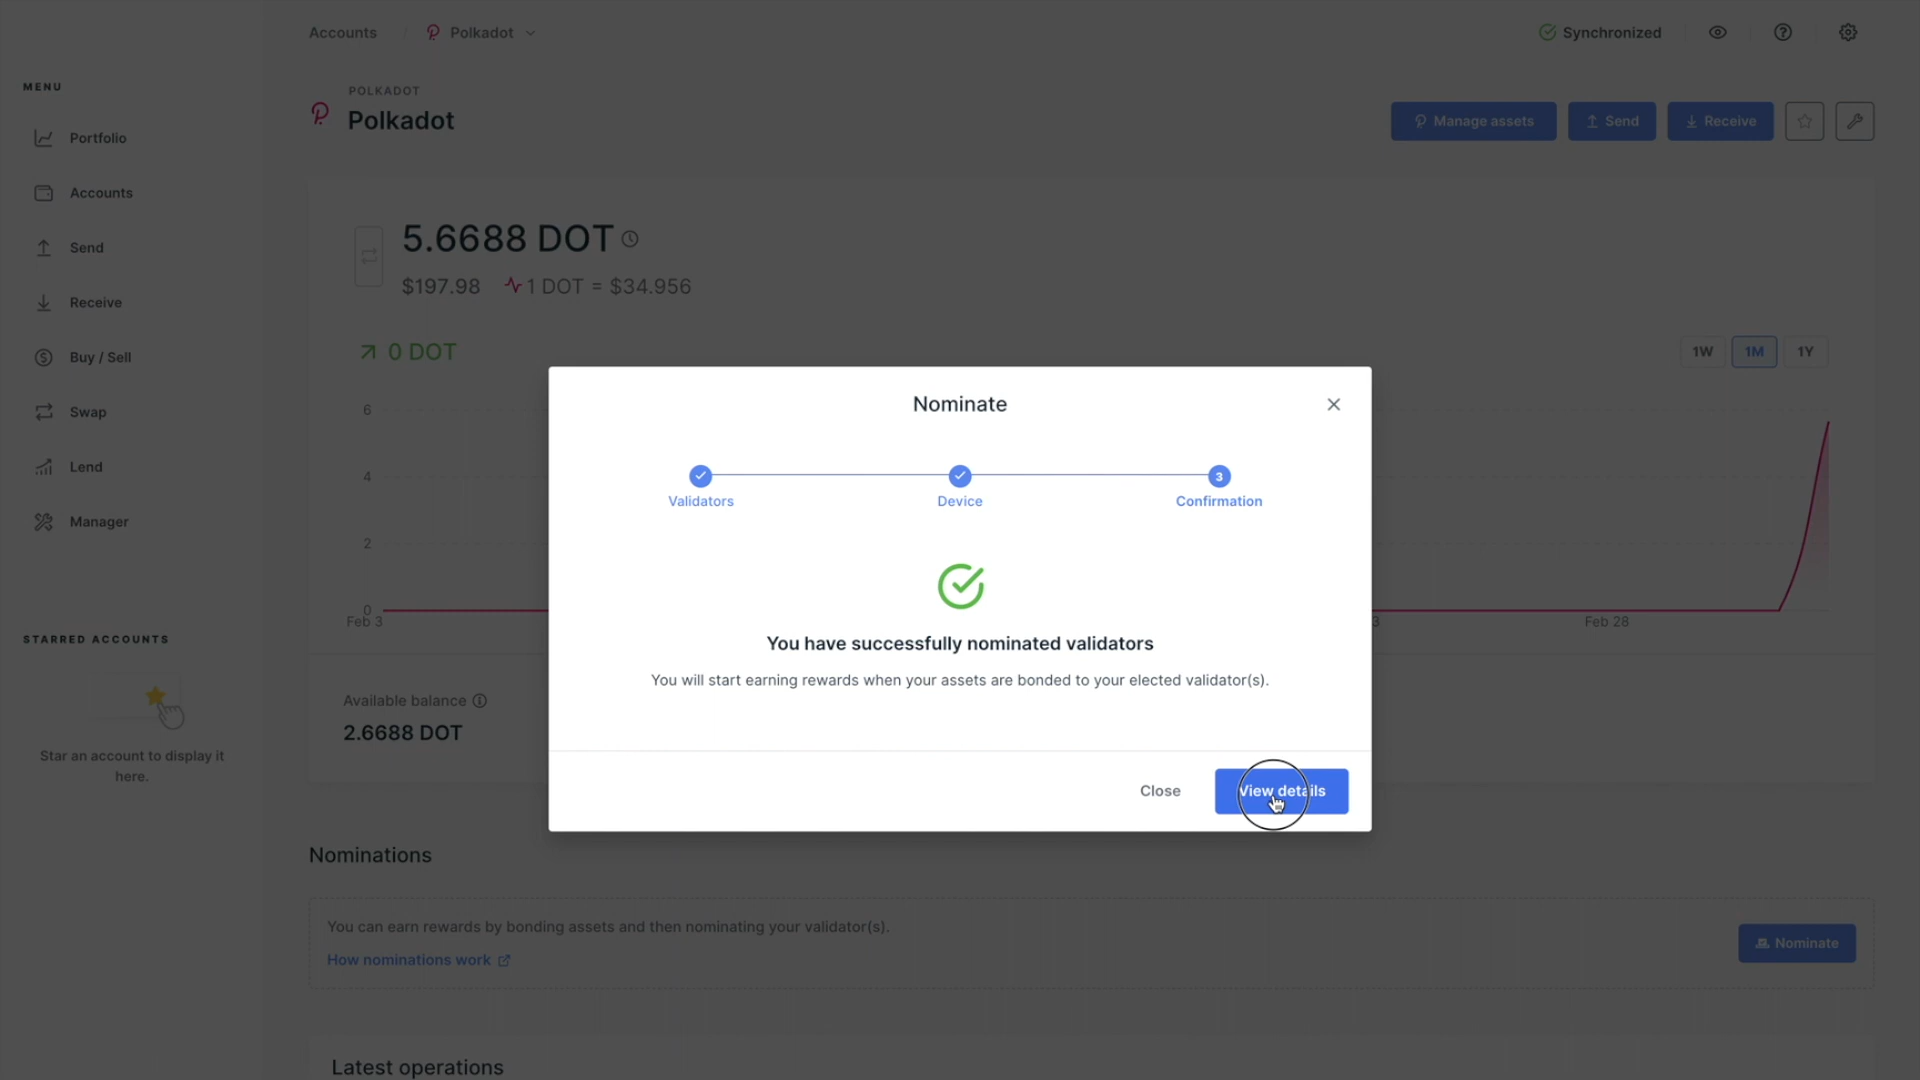 Accounts / Polkadot
Synchronized
MENU
Portfolio
Accounts
Send
Receive
Buy / Sell
Swap
Lend
Manager
STARRED ACCOUNTS
Star an account to display it
here.
POLKADOT
Polkadot
Manage assets
Send
Receive
5.6688 DOT
$197.98 1 DOT = $34.956
0 DOT
1W 1M 1Y
6
4
2
0
Feb 3
3
Feb 28
Available balance
2.6688 DOT
Nominate
3
Validators
Device
Confirmation
You have successfully nominated validators
You will start earning rewards when your assets are bonded to your elected validator(s).
Close
View details
Nominations
You can earn rewards by bonding assets and then nominating your validator(s).
How nominations work
Nominate
Latest operations